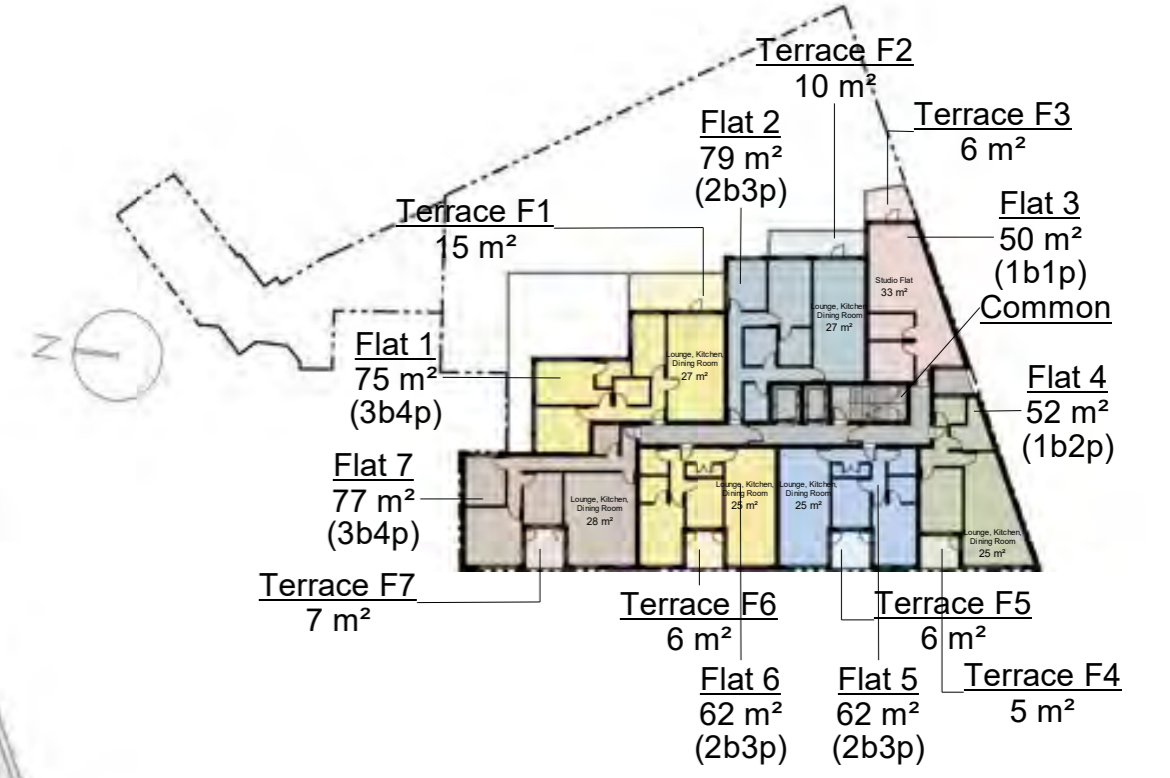 Terrace F2
10 m²
Terrace F3
6 m²
Flat 2
79 m²
(2b3p)
Terrace F1
15 m²
Flat 3
50 m²
(1b1p)
Common
Studio Flat
33 m²
Lounge, Kitchen,
Dining Room
27 m²
Flat 1
75 m²
(3b4p)
Lounge, Kitchen,
Dining Room
27 m²
N
Flat 4
52 m²
(1b2p)
Flat 7
77 m²
(3b4p)
Lounge, Kitchen,
Dining Room
28 m²
Lounge, Kitchen,
Dining Room
25 m²
Lounge, Kitchen,
Dining Room
25 m²
Lounge, Kitchen,
Dining Room
25 m²
Terrace F7
7 m²
Terrace F6
6 m²
Terrace F5
6 m²
Flat 6
62 m²
(2b3p)
Flat 5
62 m²
(2b3p)
Terrace F4
5 m²